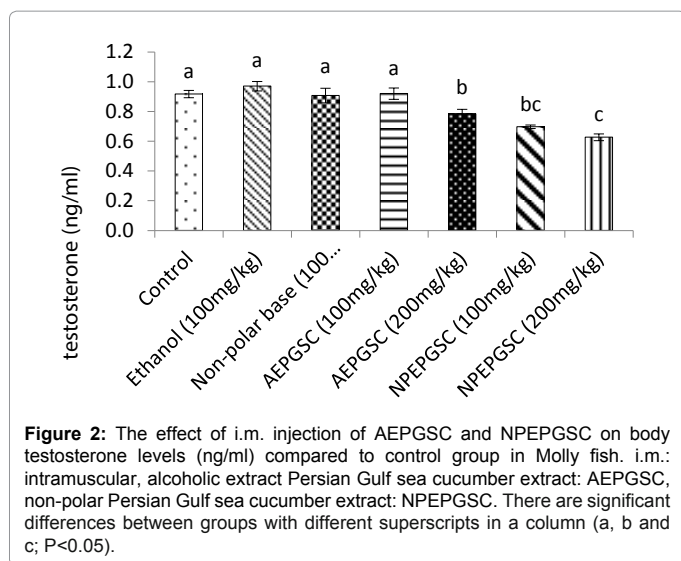 1.2
1.0
0.8
0.6
0.4
0.2
0.0
testosterone (ng/ml)
a
a
a
a
b
bc
c
Control
Ethanol (100mg/kg)
Non-polar base (100...
AEPGSC (100mg/kg)
AEPGSC (200mg/kg)
NPEPGSC (100mg/kg)
NPEPGSC (200mg/kg)
Figure 2: The effect of i.m. injection of AEPGSC and NPEPGSC on body
testosterone levels (ng/ml) compared to control group in Molly fish. i.m.:
intramuscular, alcoholic extract Persian Gulf sea cucumber extract: AEPGSC,
non-polar Persian Gulf sea cucumber extract: NPEPGSC. There are significant
differences between groups with different superscripts in a column (a, b and
c; P<0.05).